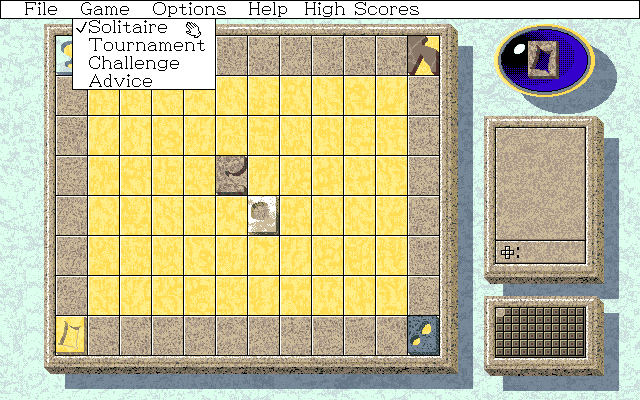 File Game Options Help High Scores
✓Solitaire
Tournament
Challenge
Advice
: